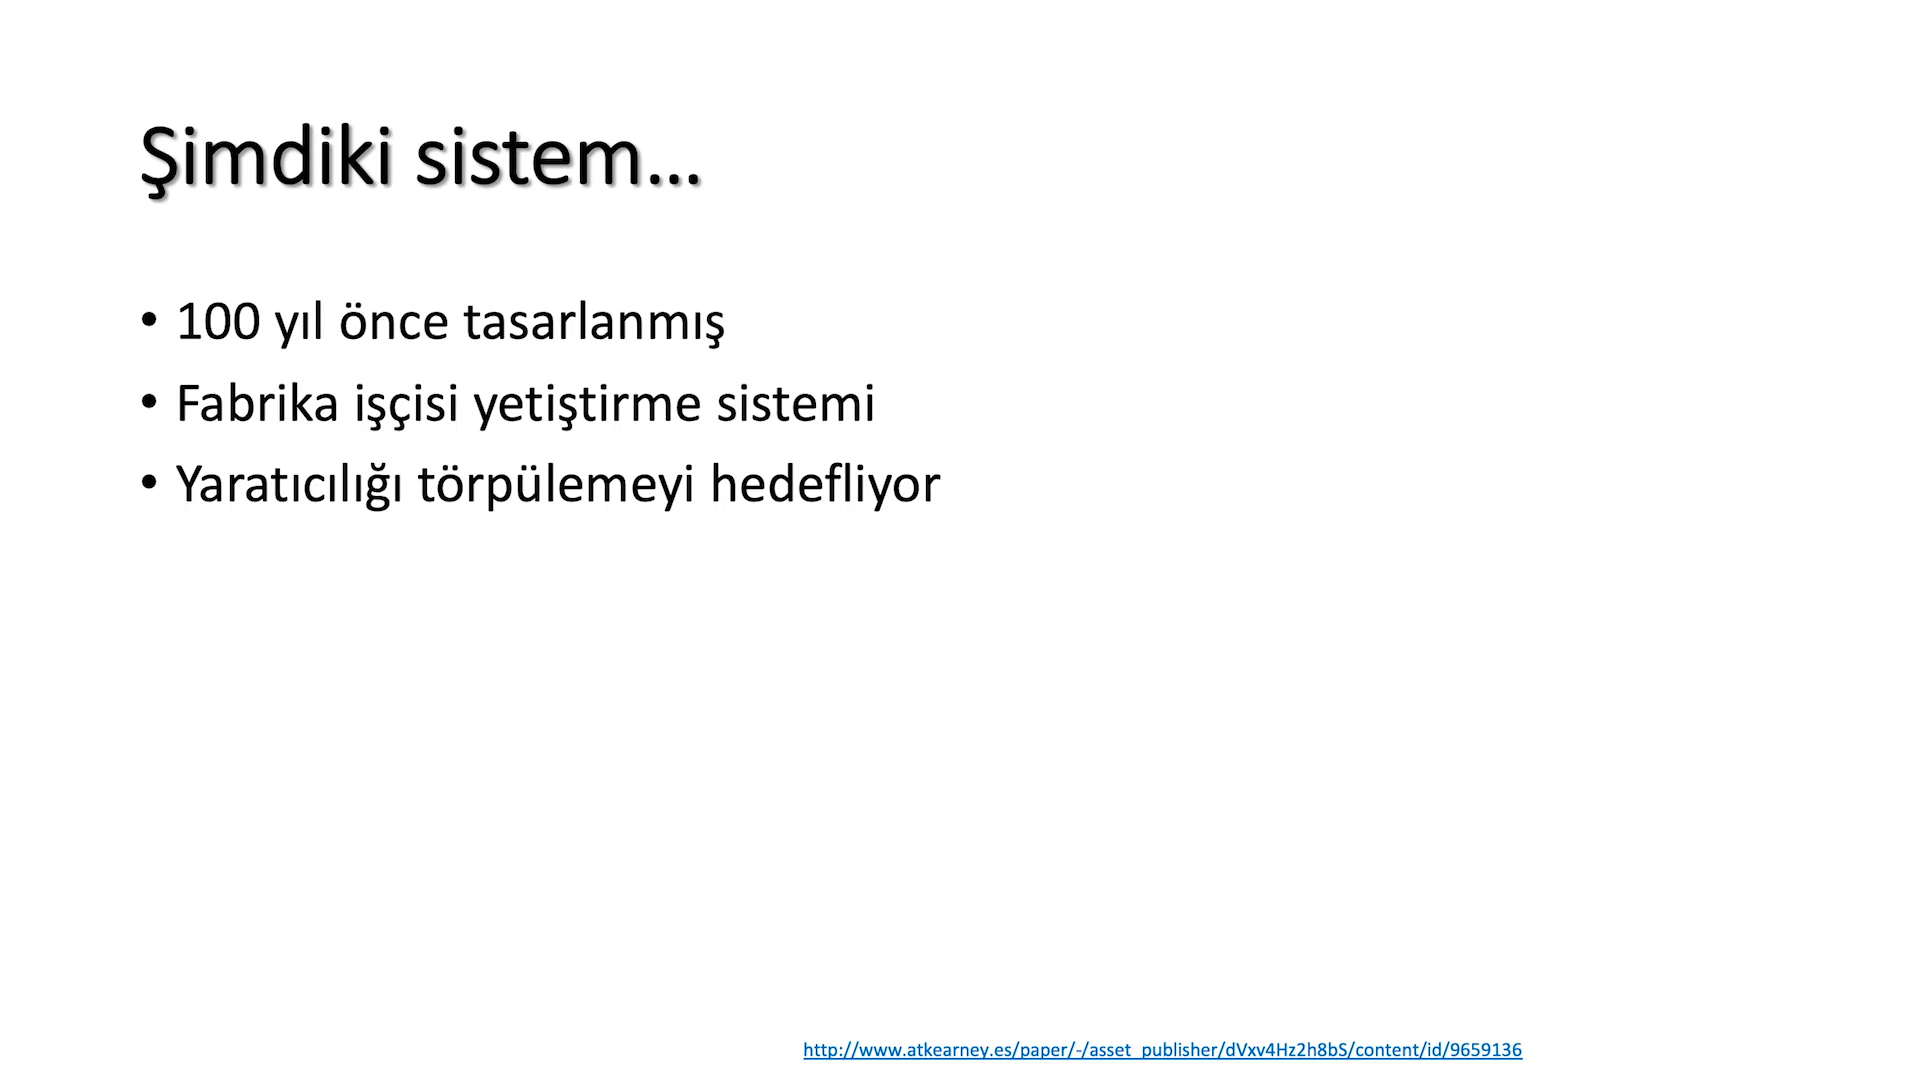 Şimdiki sistem...
• 100 yıl önce tasarlanmış
• Fabrika işçisi yetiştirme sistemi
• Yaratıcılığı törpülemeyi hedefliyor
http://www.atkearney.es/paper/-/asset_publisher/dVxv4Hz2h8bS/content/id/9659136